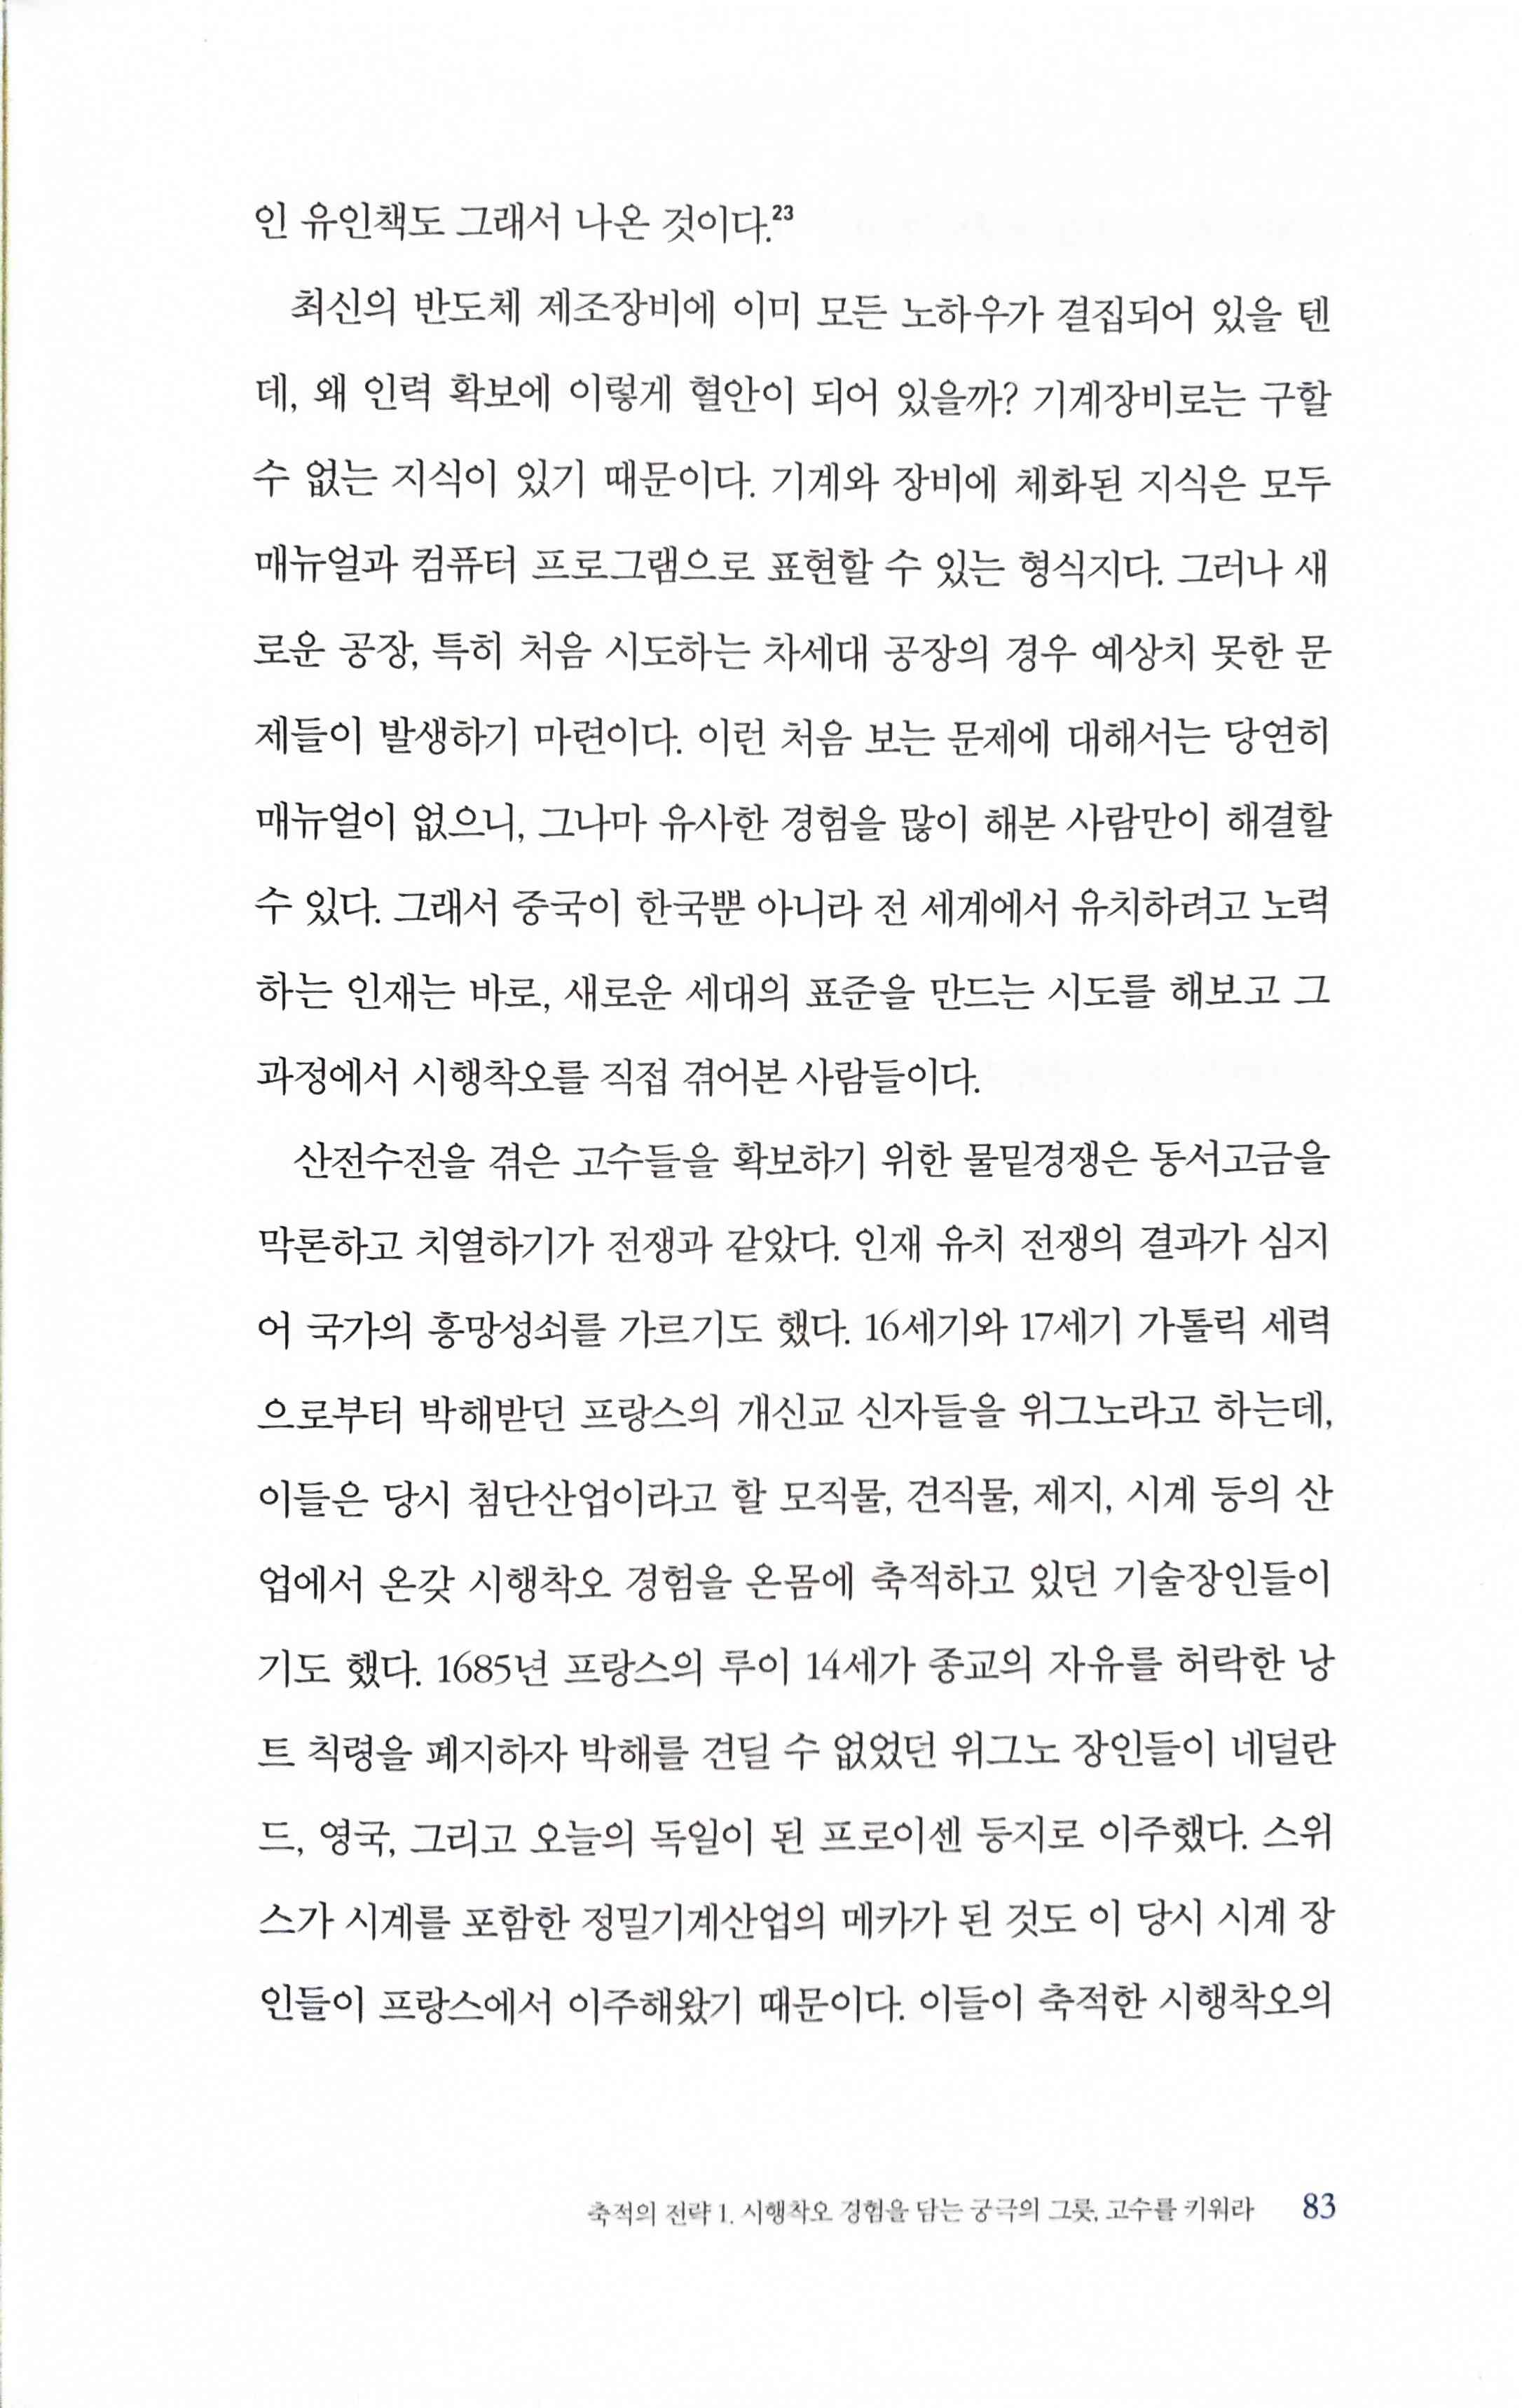 인 유인책도 그래서 나온 것이다.23
최신의 반도체 제조장비에 이미 모든 노하우가 결집되어 있을 텐
데, 왜 인력 확보에 이렇게 혈안이 되어 있을까? 기계장비로는 구할
수 없는 지식이 있기 때문이다. 기계와 장비에 체화된 지식은 모두
매뉴얼과 컴퓨터 프로그램으로 표현할 수 있는 형식지다. 그러나 새
로운 공장, 특히 처음 시도하는 차세대 공장의 경우 예상치 못한 문
제들이 발생하기 마련이다. 이런 처음 보는 문제에 대해서는 당연히
매뉴얼이 없으니, 그나마 유사한 경험을 많이 해본 사람만이 해결할
수 있다. 그래서 중국이 한국뿐 아니라 전 세계에서 유치하려고 노력
하는 인재는 바로, 새로운 세대의 표준을 만드는 시도를 해보고 그
과정에서 시행착오를 직접 겪어본 사람들이다.
산전수전을 겪은 고수들을 확보하기 위한 물밑경쟁은 동서고금을
막론하고 치열하기가 전쟁과 같았다. 인재 유치 전쟁의 결과가 심지
어 국가의 흥망성쇠를 가르기도 했다. 16세기와 17세기 가톨릭 세력
으로부터 박해받던 프랑스의 개신교 신자들을 위그노라고 하는데,
이들은 당시 첨단산업이라고 할 모직물, 견직물, 제지, 시계 등의 산
업에서 온갖 시행착오 경험을 온몸에 축적하고 있던 기술장인들이
기도 했다. 1685년 프랑스의 루이 14세가 종교의 자유를 허락한 낭
트 칙령을 폐지하자 박해를 견딜 수 없었던 위그노 장인들이 네덜란
드, 영국, 그리고 오늘의 독일이 된 프로이센 등지로 이주했다. 스위
스가 시계를 포함한 정밀기계산업의 메카가 된 것도 이 당시 시계 장
인들이 프랑스에서 이주해왔기 때문이다. 이들이 축적한 시행착오의
축적의 전략 1. 시행착오 경험을 담는 궁극의 그릇, 고수를 키워라 83